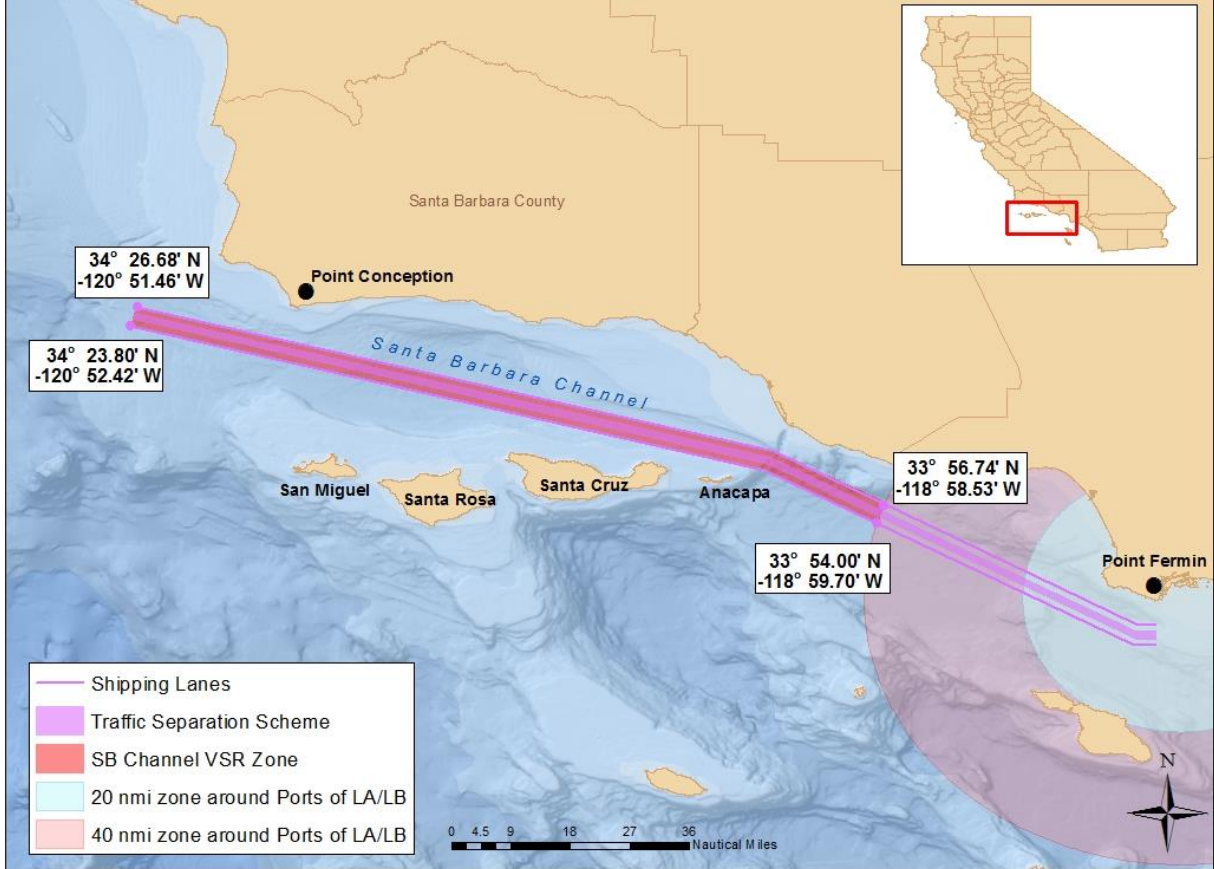 34° 26.68' N
-120° 51.46' W
34° 23.80' N
-120° 52.42' W
Santa Barbara County
Point Conception
Santa Barbara Channel
San Miguel
Santa Rosa
Santa Cruz
Anacapa
33° 56.74' N
-118° 58.53' W
33° 54.00' N
-118° 59.70' W
Point Fermin
Shipping Lanes
Traffic Separation Scheme
SB Channel VSR Zone
20 nmi zone around Ports of LA/LB
40 nmi zone around Ports of LA/LB
0 4.5 9 18 27 36
Nautical Miles
N